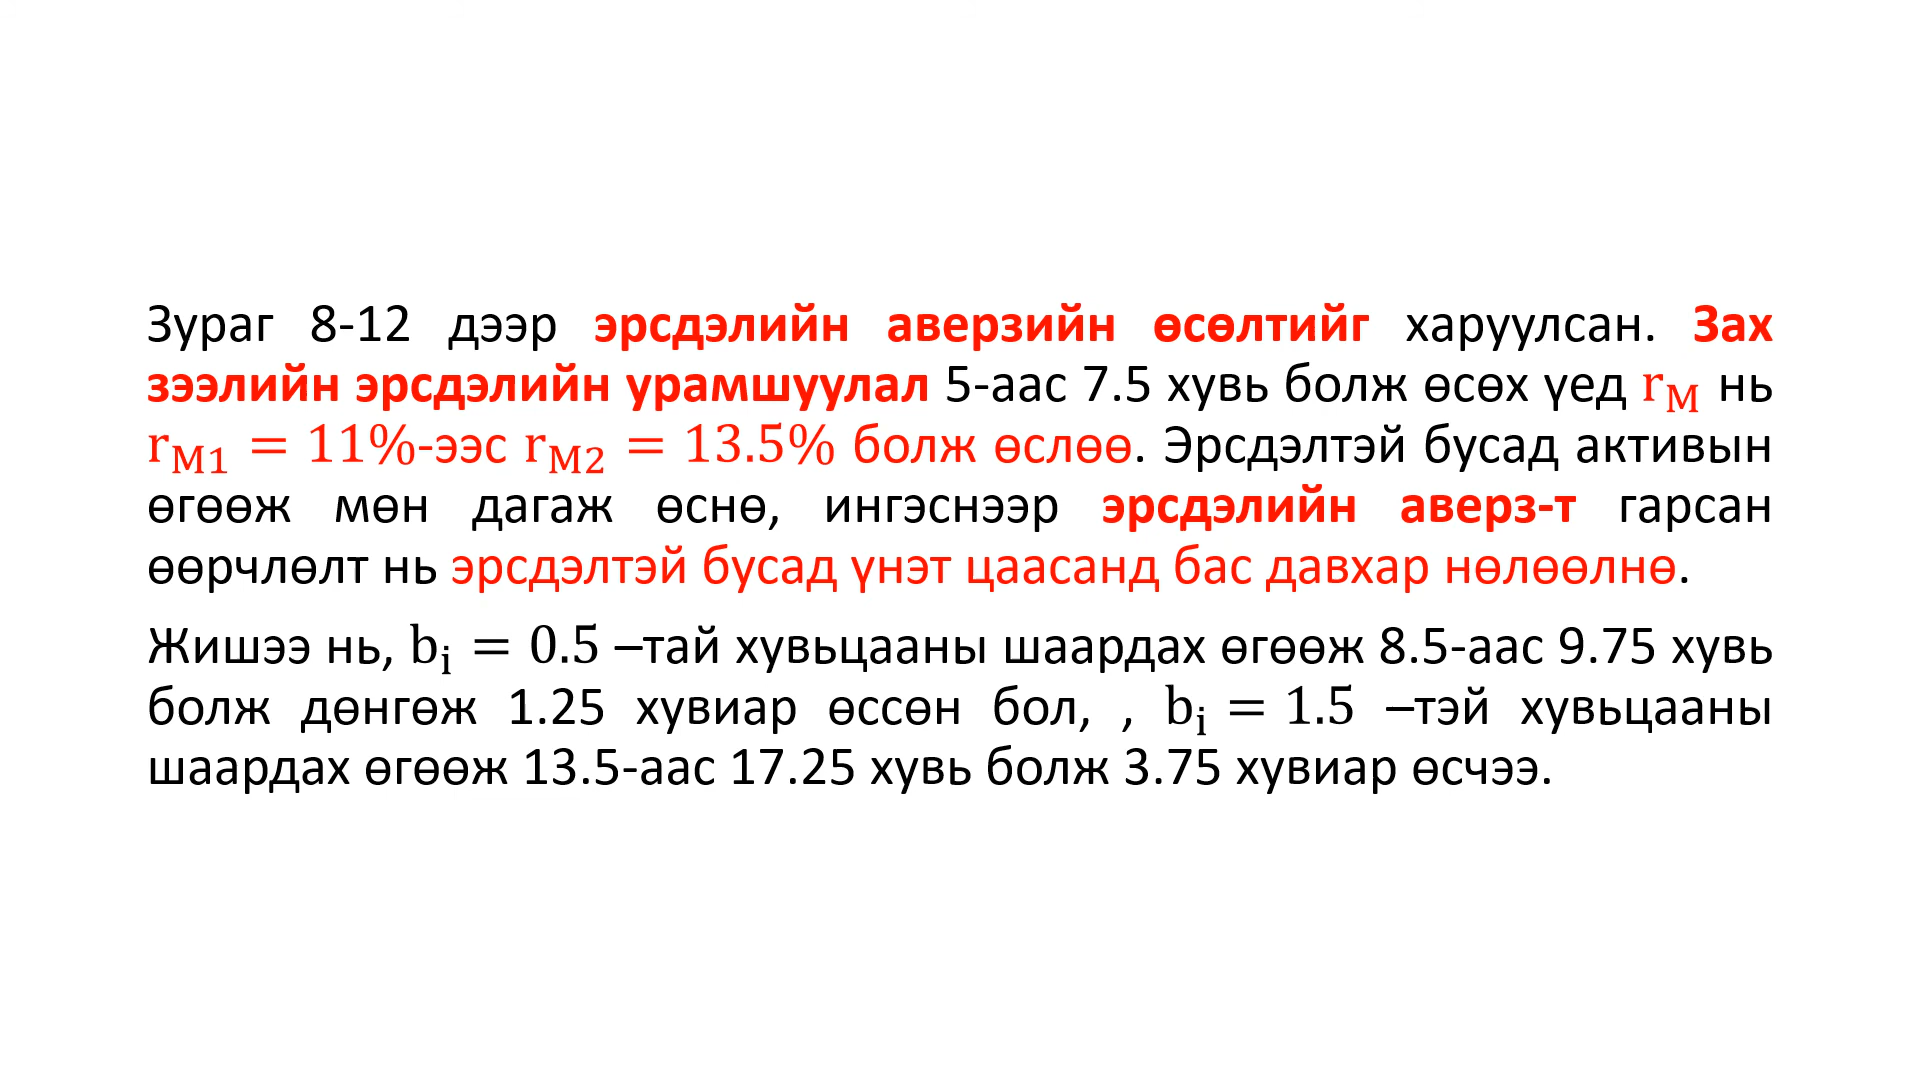 Зураг 8-12 дээр эрсдэлийн аверзийн өсөлтийг харуулсан. Зах
зээлийн эрсдэлийн урамшуулал 5-аас 7.5 хувь болж өсөх үед r_M нь
r_M1 = 11%-ээс r_M2 = 13.5% болж өслөө. Эрсдэлтэй бусад активын
өгөөж мөн дагаж өснө, ингэснээр эрсдэлийн аверз-т гарсан
өөрчлөлт нь эрсдэлтэй бусад үнэт цаасанд бас давхар нөлөөлнө.
Жишээ нь, b_i = 0.5 –тай хувьцааны шаардах өгөөж 8.5-аас 9.75 хувь
болж дөнгөж 1.25 хувиар өссөн бол, , b_i = 1.5 –тэй хувьцааны
шаардах өгөөж 13.5-аас 17.25 хувь болж 3.75 хувиар өсчээ.